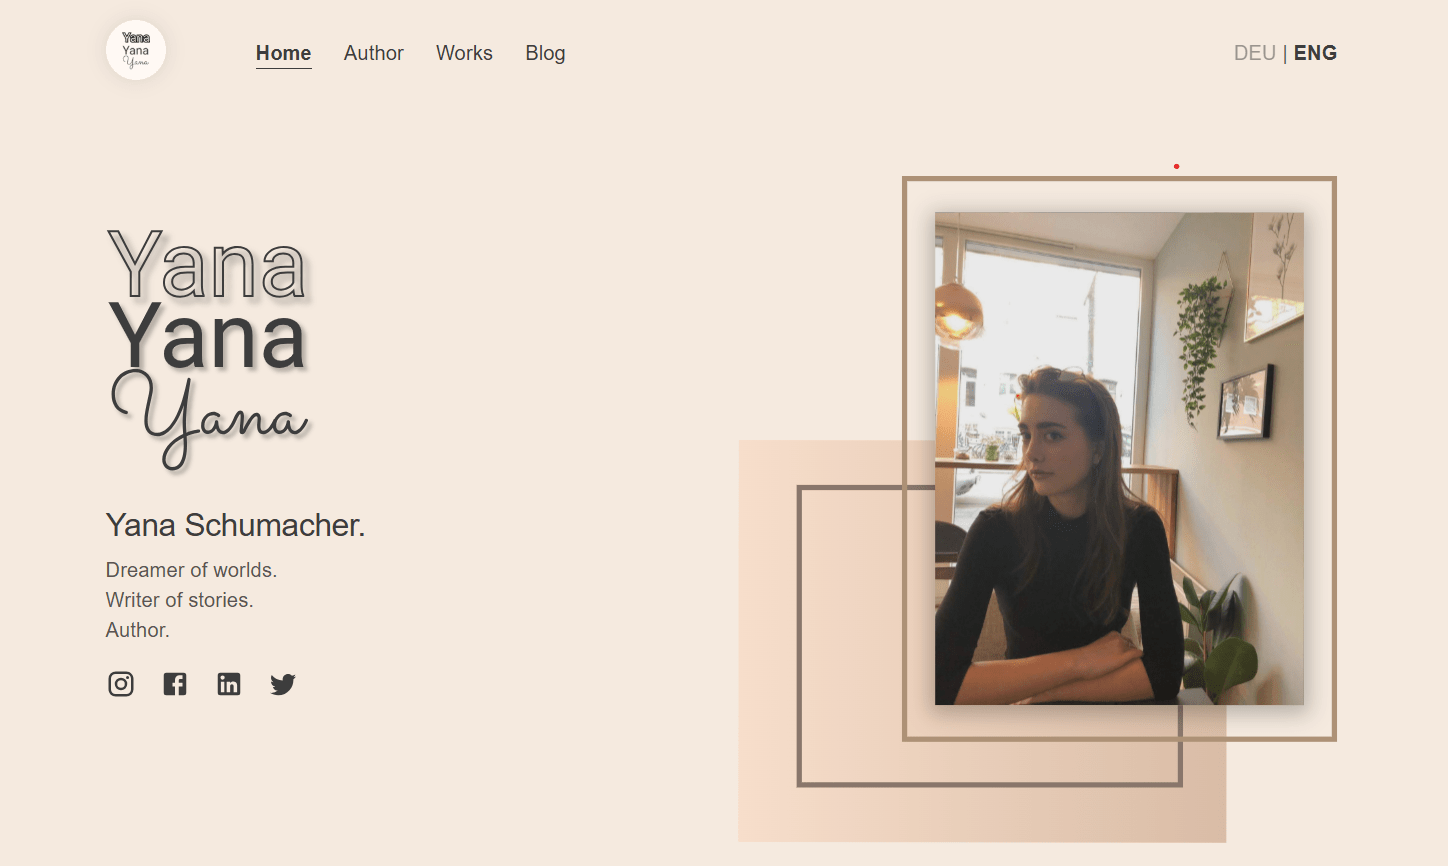 Yana
Yana
Yana
Home Author Works Blog DEU | ENG
Yana
Yana
Yana
Yana Schumacher.
Dreamer of worlds.
Writer of stories.
Author.